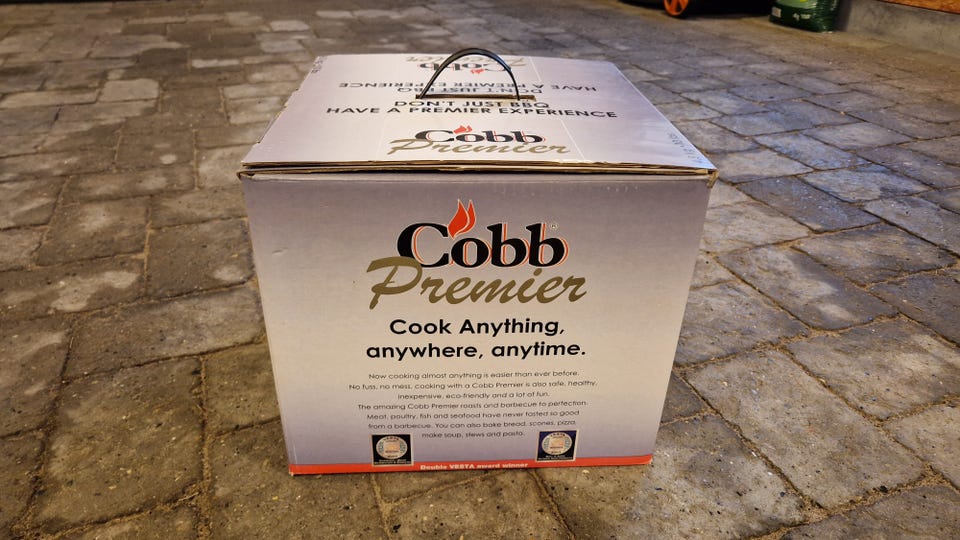 Cobb
Premier
HAVE A PREMIER EXPERIENCE
DON'T JUST BBQ
DON'T JUST BBQ
HAVE A PREMIER EXPERIENCE
Cobb
Premier
Cobb®
Premier
Cook Anything,
anywhere, anytime.
Now cooking almost anything is easier than ever before.
No fuss, no mess, cooking with a Cobb Premier is also safe, healthy,
inexpensive, eco-friendly and a lot of fun.
The amazing Cobb Premier roasts and barbecue to perfection.
Meat, poultry, fish and seafood have never tasted so good
from a barbecue. You can also bake bread, scones, pizza,
make soup, stews and pasta.
Double VESTA award winner